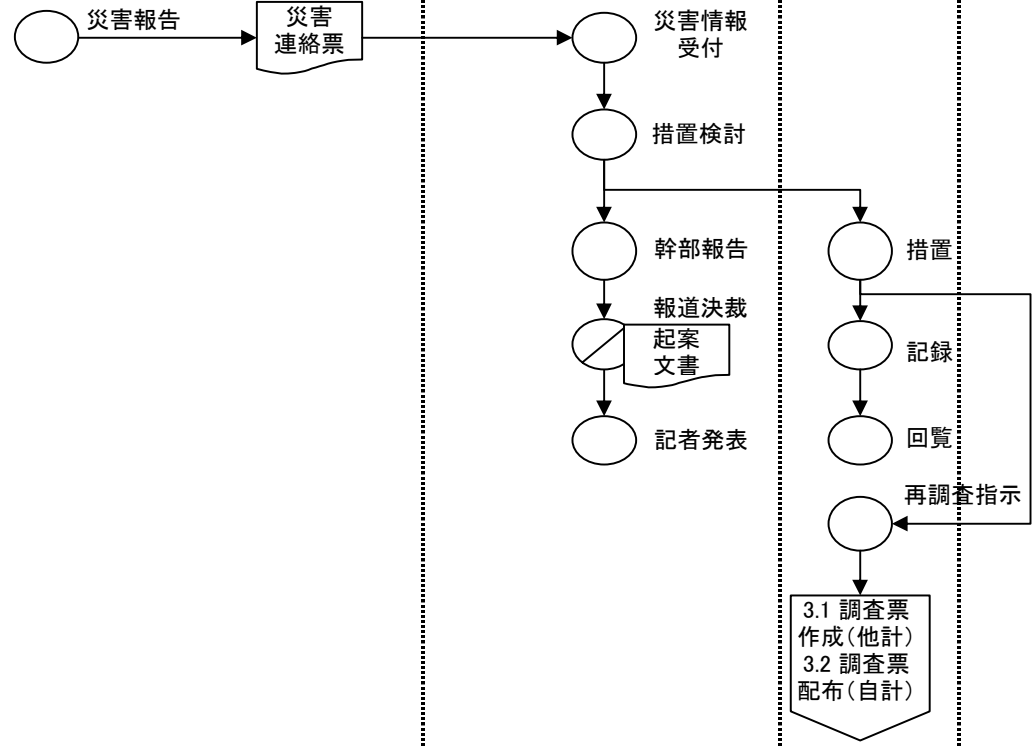 災害報告
災害
連絡票
災害情報
受付
措置検討
幹部報告
措置
報道決裁
起案
文書
記録
記者発表
回覧
再調査指示
3.1 調査票
作成(他計)
3.2 調査票
配布(自計)